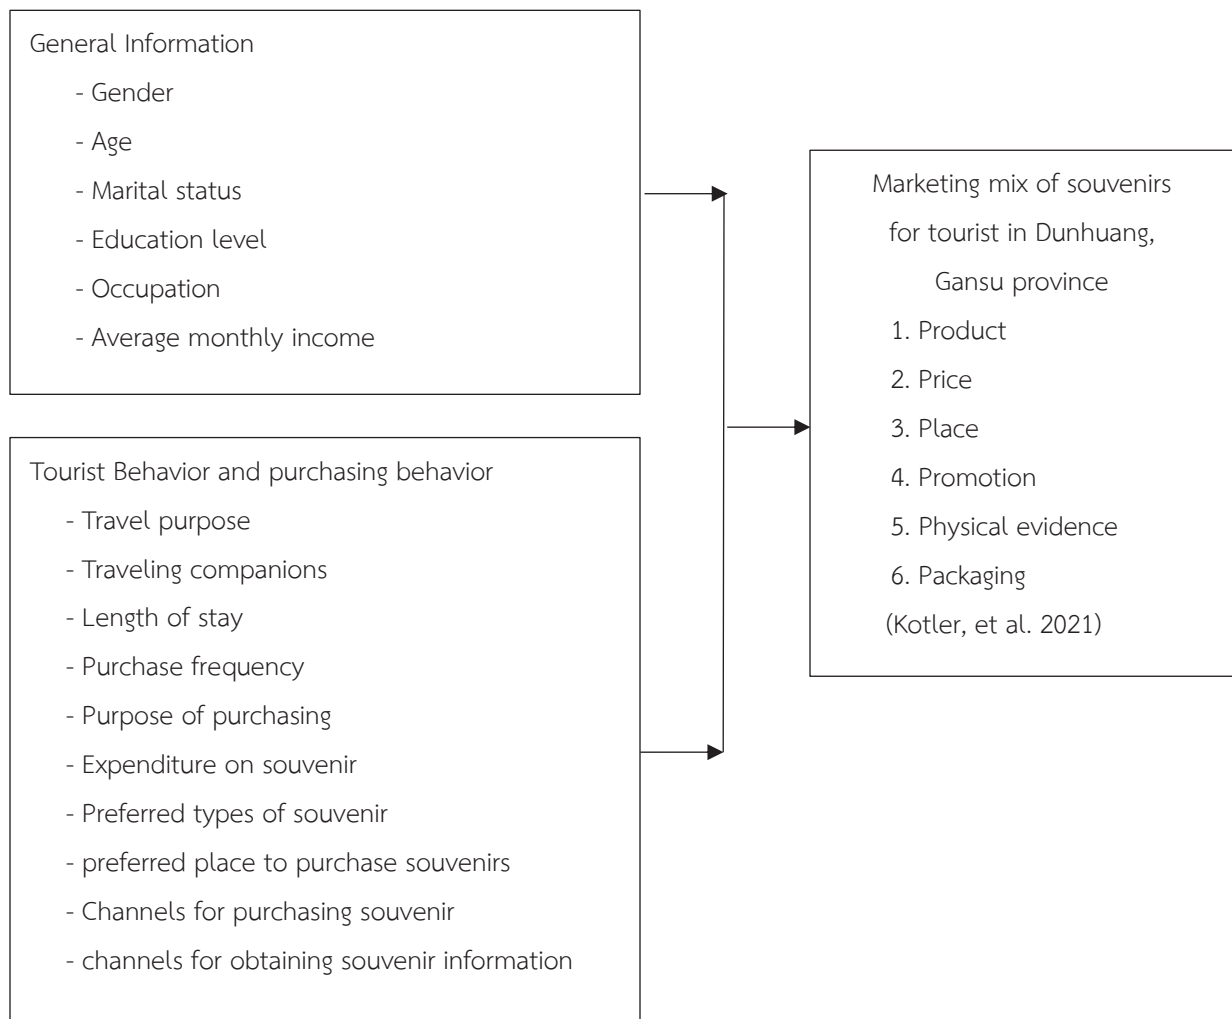 General Information
- Gender
- Age
- Marital status
- Education level
- Occupation
- Average monthly income
Tourist Behavior and purchasing behavior
- Travel purpose
- Traveling companions
- Length of stay
- Purchase frequency
- Purpose of purchasing
- Expenditure on souvenir
- Preferred types of souvenir
- preferred place to purchase souvenirs
- Channels for purchasing souvenir
- channels for obtaining souvenir information
Marketing mix of souvenirs
for tourist in Dunhuang,
Gansu province
1. Product
2. Price
3. Place
4. Promotion
5. Physical evidence
6. Packaging
(Kotler, et al. 2021)